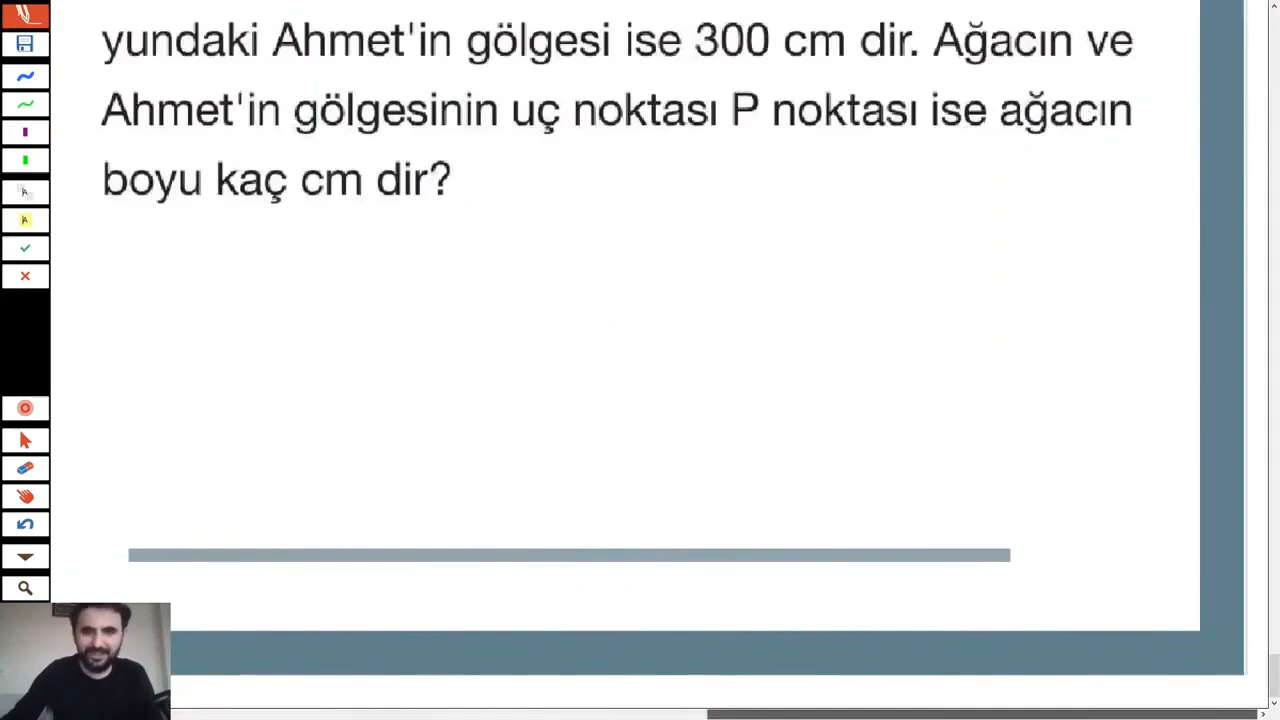 yundaki Ahmet'in gölgesi ise 300 cm dir. Ağacın ve
Ahmet'in gölgesinin uç noktası P noktası ise ağacın
boyu kaç cm dir?